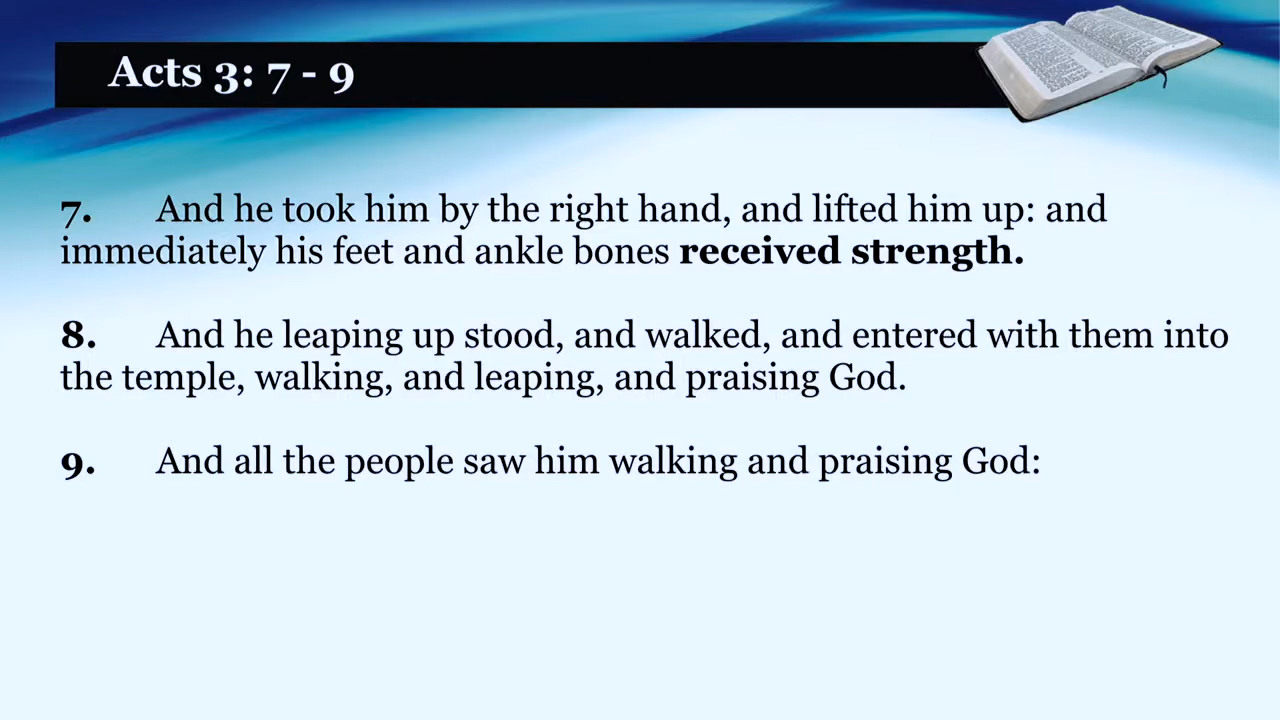 Acts 3: 7 - 9
7. And he took him by the right hand, and lifted him up: and
immediately his feet and ankle bones received strength.
8. And he leaping up stood, and walked, and entered with them into
the temple, walking, and leaping, and praising God.
9. And all the people saw him walking and praising God: